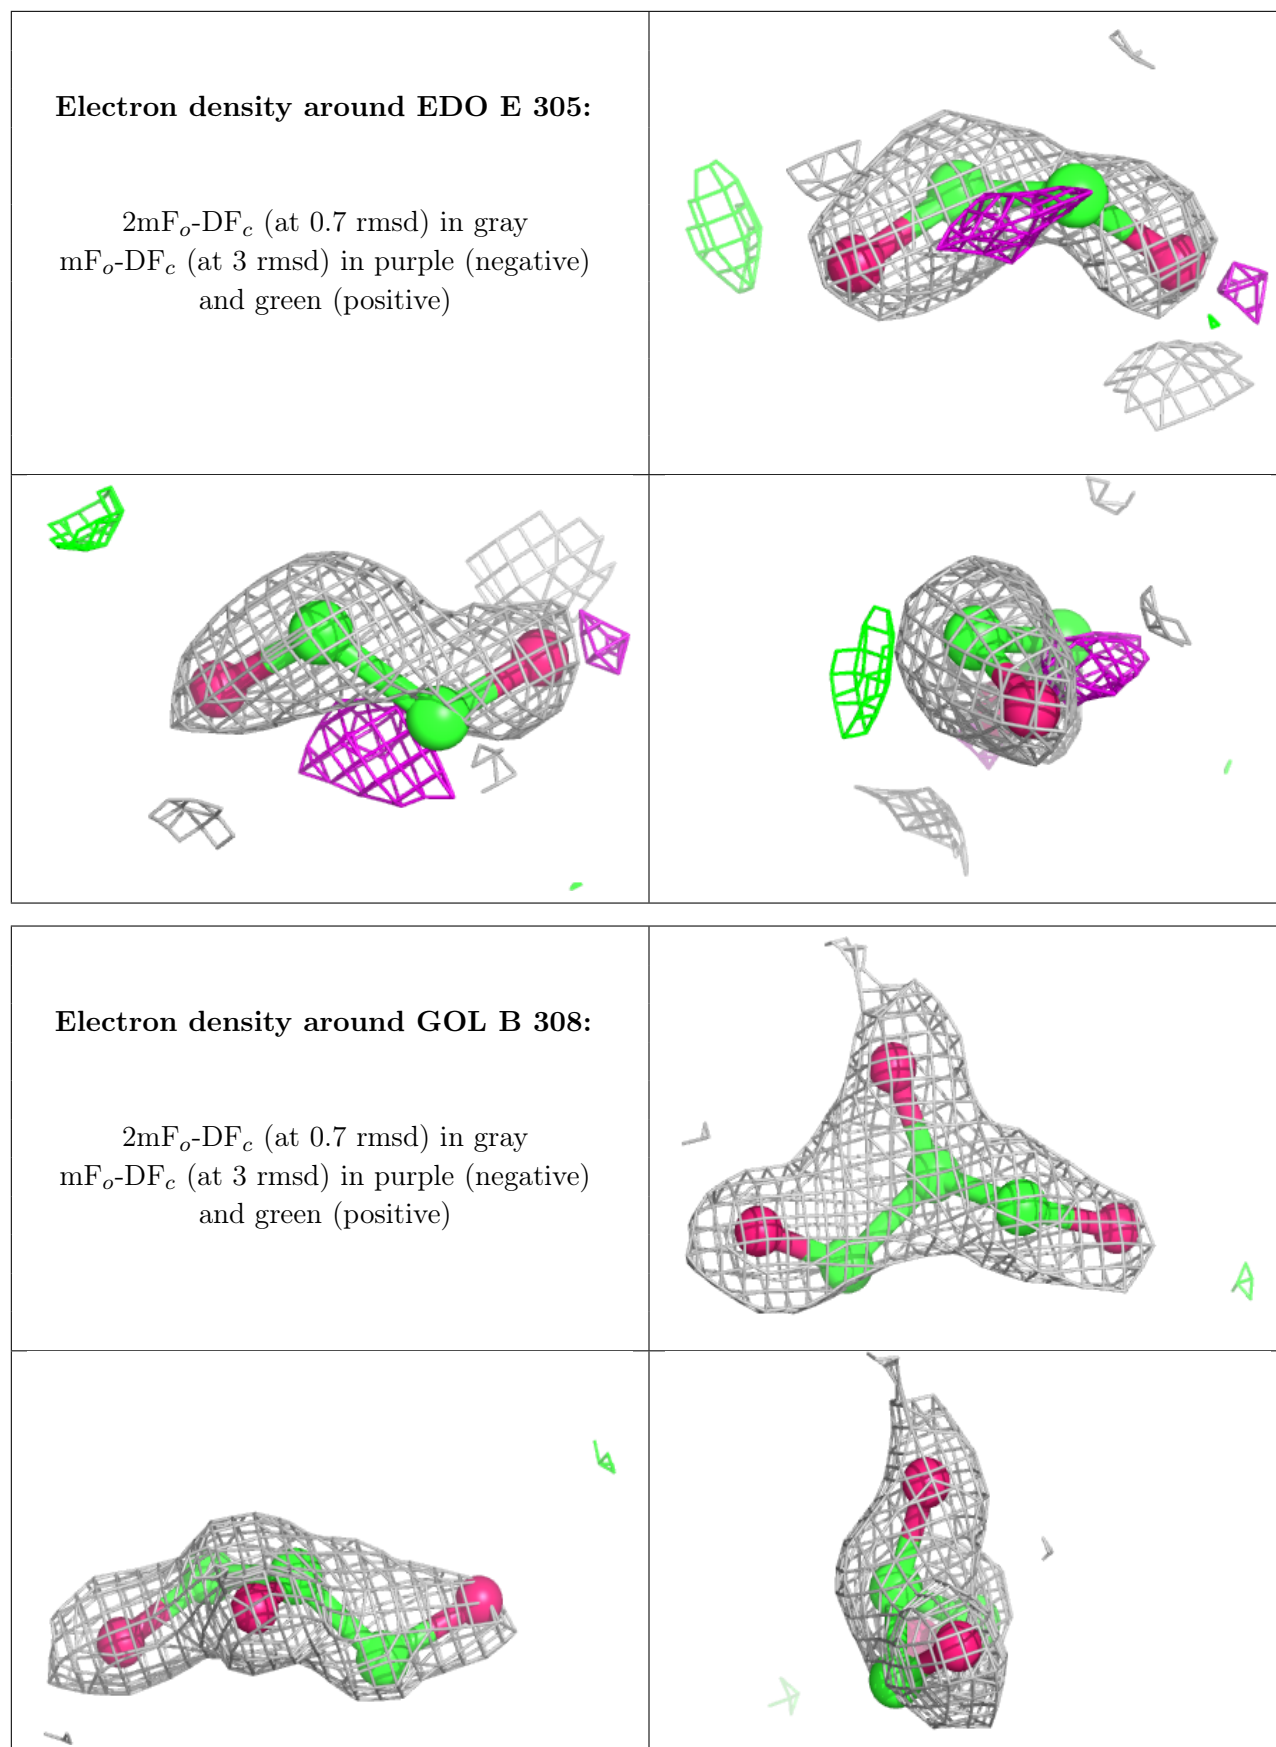 Electron density around EDO E 305:
2mFo-DFc (at 0.7 rmsd) in gray
mFo-DFc (at 3 rmsd) in purple (negative)
and green (positive)
Electron density around GOL B 308:
2mFo-DFc (at 0.7 rmsd) in gray
mFo-DFc (at 3 rmsd) in purple (negative)
and green (positive)